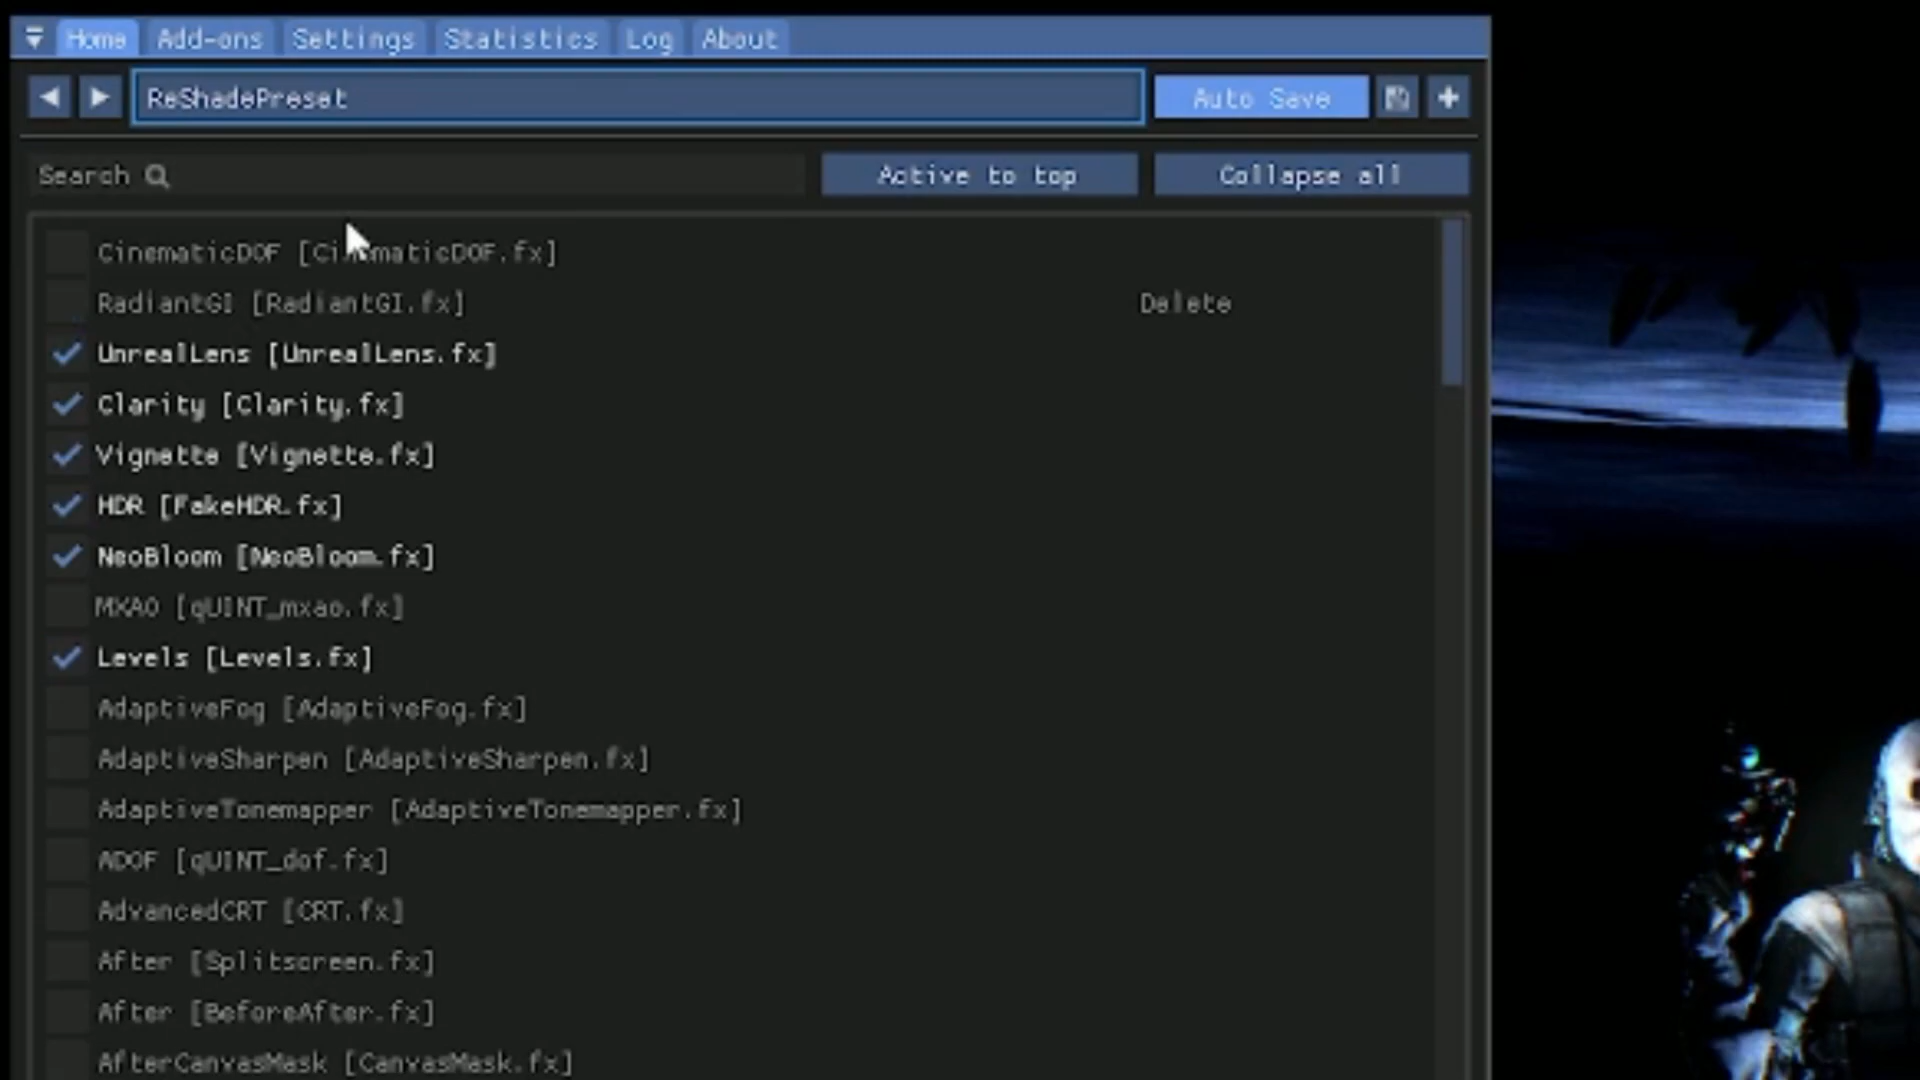 Home Add-ons Settings Statistics Log About
ReShadePreset Auto Save
Search Active to top Collapse all
CinematicDOF [CinematicDOF.fx]
RadiantGI [RadiantGI.fx] Delete
UnrealLens [UnrealLens.fx]
Clarity [Clarity.fx]
Vignette [Vignette.fx]
HDR [FakeHDR.fx]
NeoBloom [NeoBloom.fx]
MXAO [qUINT_mxao.fx]
Levels [Levels.fx]
AdaptiveFog [AdaptiveFog.fx]
AdaptiveSharpen [AdaptiveSharpen.fx]
AdaptiveTonemapper [AdaptiveTonemapper.fx]
ADOF [qUINT_dof.fx]
AdvancedCRT [CRT.fx]
After [Splitscreen.fx]
After [BeforeAfter.fx]
AfterCanvasMask [CanvasMask.fx]